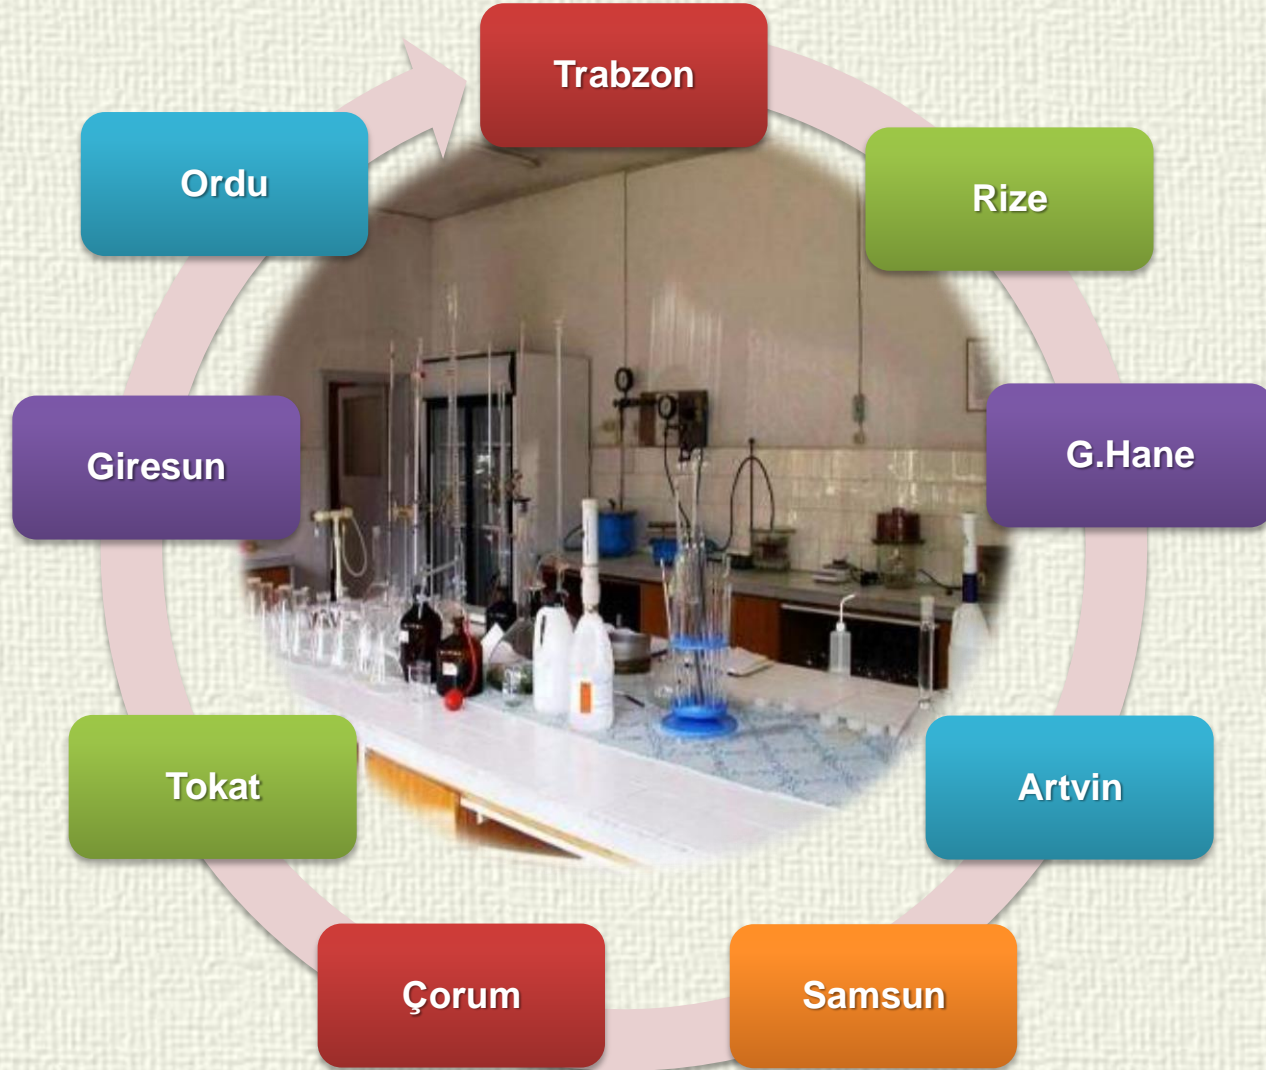 Trabzon
Rize
G.Hane
Artvin
Samsun
Çorum
Tokat
Giresun
Ordu